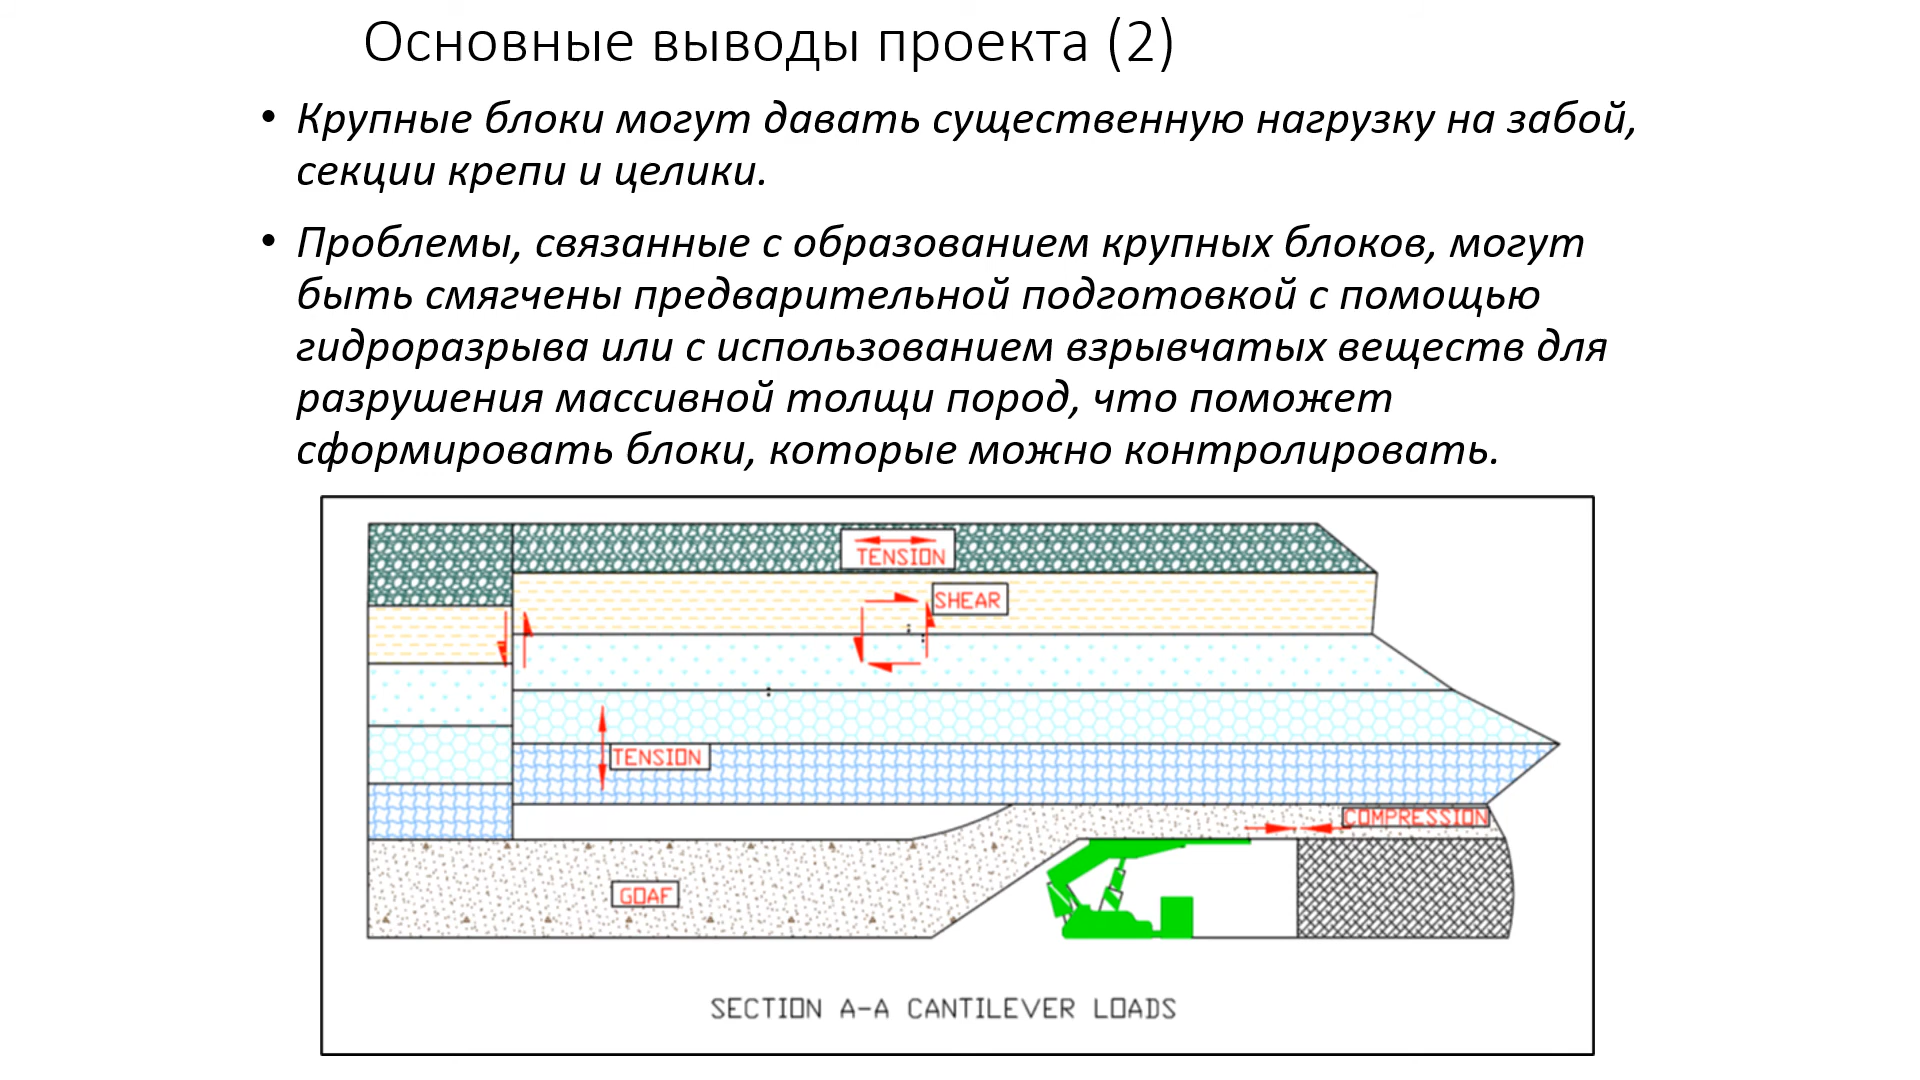 Основные выводы проекта (2)
• Крупные блоки могут давать существенную нагрузку на забой,
секции крепи и целики.
• Проблемы, связанные с образованием крупных блоков, могут
быть смягчены предварительной подготовкой с помощью
гидроразрыва или с использованием взрывчатых веществ для
разрушения массивной толщи пород, что поможет
сформировать блоки, которые можно контролировать.
TENSION
SHEAR
TENSION
COMPRESSION
GOAF
SECTION A-A CANTILEVER LOADS